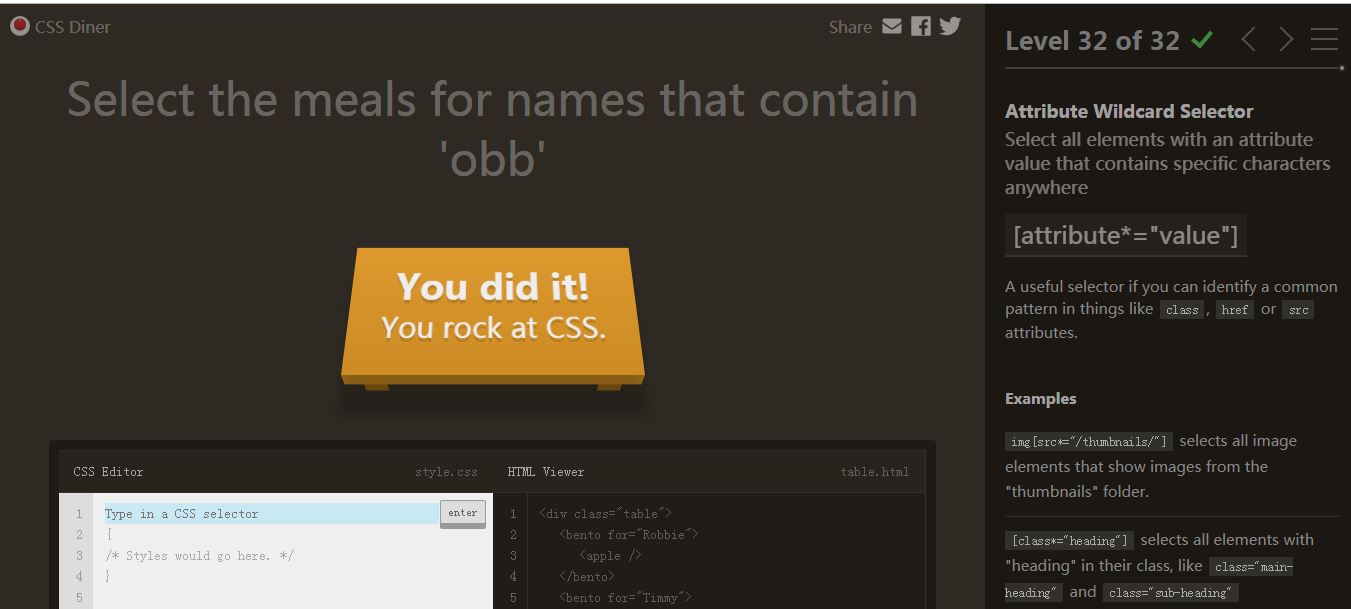 CSS Diner
Share
Select the meals for names that contain
'obb'
You did it!
You rock at CSS.
CSS Editor
style.css
HTML Viewer
table.html
1
Type in a CSS selector
enter
2
{
3
/* Styles would go here. */
4
}
5
1
<div class="table">
2
<bento for="Robbie">
3
<apple />
4
</bento>
5
<bento for="Timmy">
Level 32 of 32
Attribute Wildcard Selector
Select all elements with an attribute
value that contains specific characters
anywhere
[attribute*="value"]
A useful selector if you can identify a common
pattern in things like class , href or src
attributes.
Examples
img[src*="/thumbnails/"] selects all image
elements that show images from the
"thumbnails" folder.
[class*="heading"] selects all elements with
"heading" in their class, like class="main-
heading" and class="sub-heading"